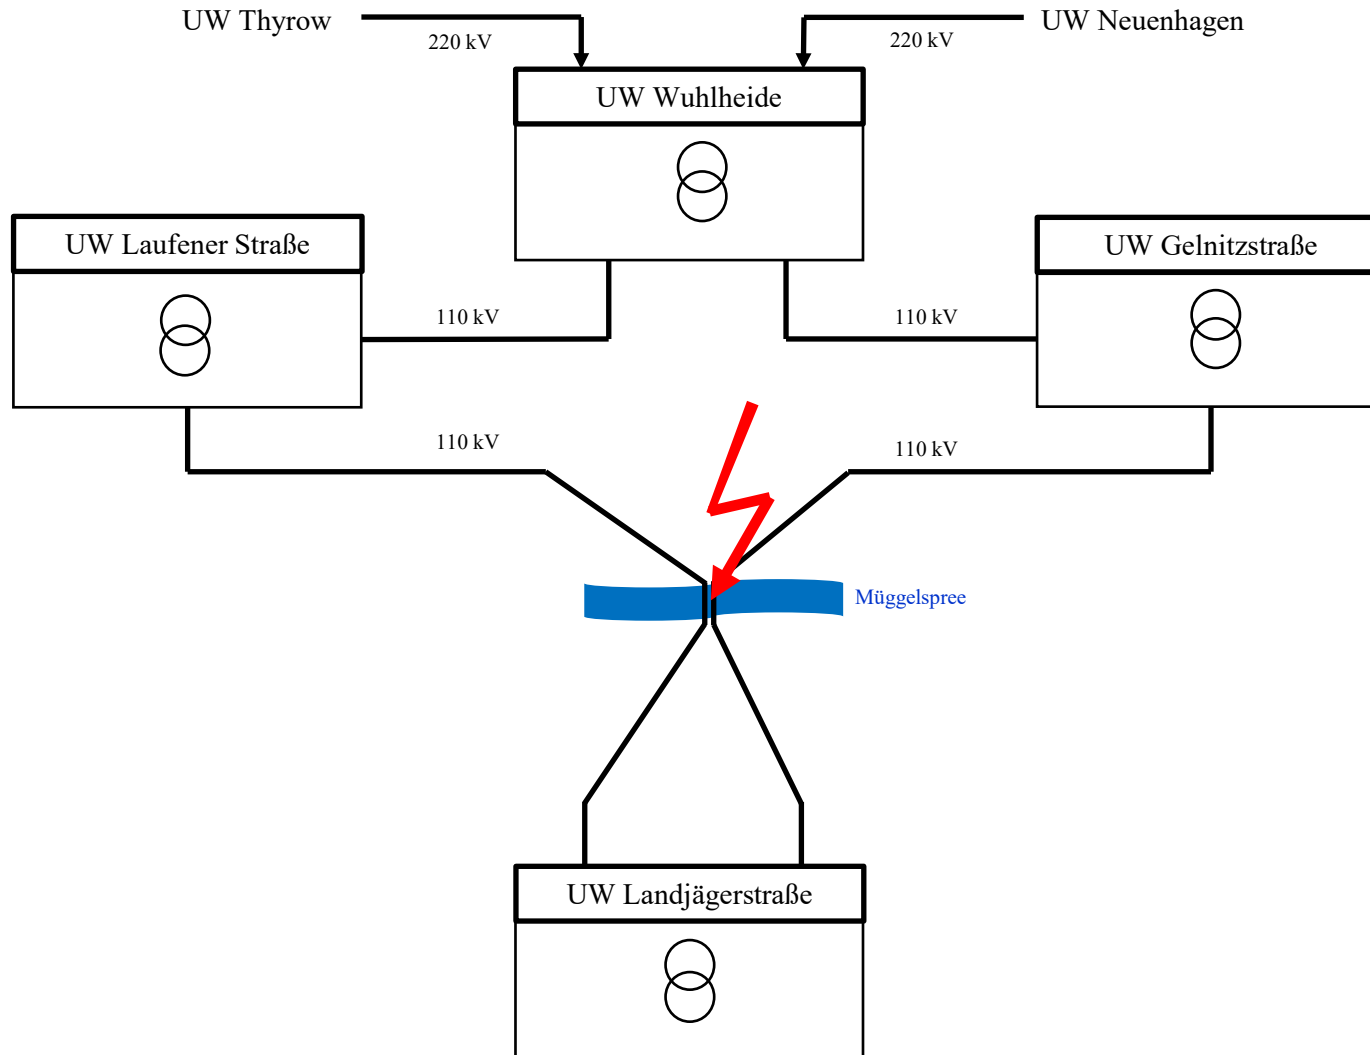 UW Thyrow
220 kV
220 kV
UW Neuenhagen
UW Wuhlheide
UW Laufener Straße
UW Gelnitzstraße
110 kV
110 kV
110 kV
110 kV
Müggelspree
UW Landjägerstraße